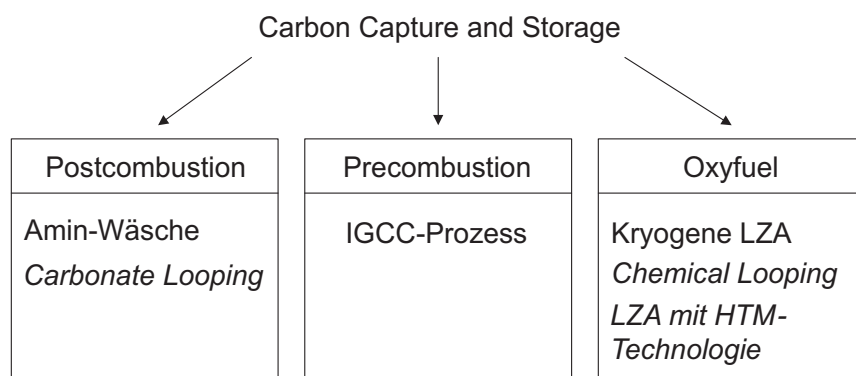 Carbon Capture and Storage
Postcombustion
Amin-Wäsche
Carbonate Looping
Precombustion
IGCC-Prozess
Oxyfuel
Kryogene LZA
Chemical Looping
LZA mit HTM-
Technologie